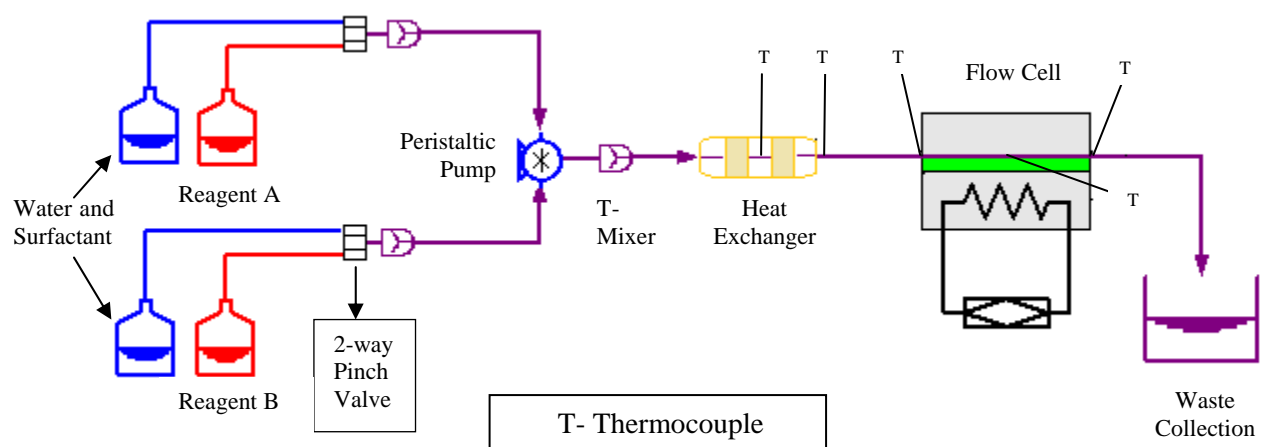 T
T
T
T
Flow Cell
Peristaltic
Pump
Reagent A
T
Water and
Surfactant
T-
Mixer
Heat
Exchanger
2-way
Pinch
Valve
Reagent B
T- Thermocouple
Waste
Collection